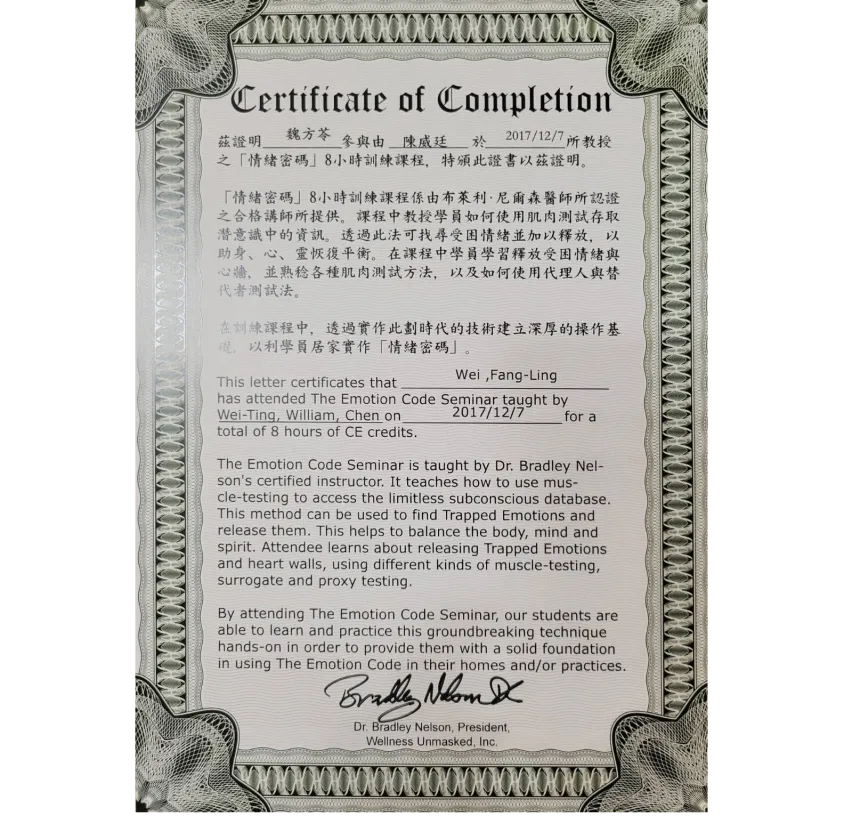 Certificate of Completion
茲證明 魏方苓 參與由 陳威廷 於 2017/12/7 所教授
之「情緒密碼」8小時訓練課程，特頒此證書以茲證明。
「情緒密碼」8小時訓練課程係由布萊利·尼爾森醫師所認證
之合格講師所提供。課程中教授學員如何使用肌肉測試存取
潛意識中的資訊。透過此法可找尋受困情緒並加以釋放，以
助身、心、靈恢復平衡。在課程中學員學習釋放受困情緒與
心牆，並熟稔各種肌肉測試方法，以及如何使用代理人與替
代者測試法。
在訓練課程中，透過實作此劃時代的技術建立深厚的操作基
礎，以利學員居家實作「情緒密碼」。
This letter certificates that Wei ,Fang-Ling
has attended The Emotion Code Seminar taught by
Wei-Ting, William, Chen on 2017/12/7 for a
total of 8 hours of CE credits.
The Emotion Code Seminar is taught by Dr. Bradley Nel-
son's certified instructor. It teaches how to use mus-
cle-testing to access the limitless subconscious database.
This method can be used to find Trapped Emotions and
release them. This helps to balance the body, mind and
spirit. Attendee learns about releasing Trapped Emotions
and heart walls, using different kinds of muscle-testing,
surrogate and proxy testing.
By attending The Emotion Code Seminar, our students are
able to learn and practice this groundbreaking technique
hands-on in order to provide them with a solid foundation
in using The Emotion Code in their homes and/or practices.
Bradley Nelson DC
Dr. Bradley Nelson, President,
Wellness Unmasked, Inc.